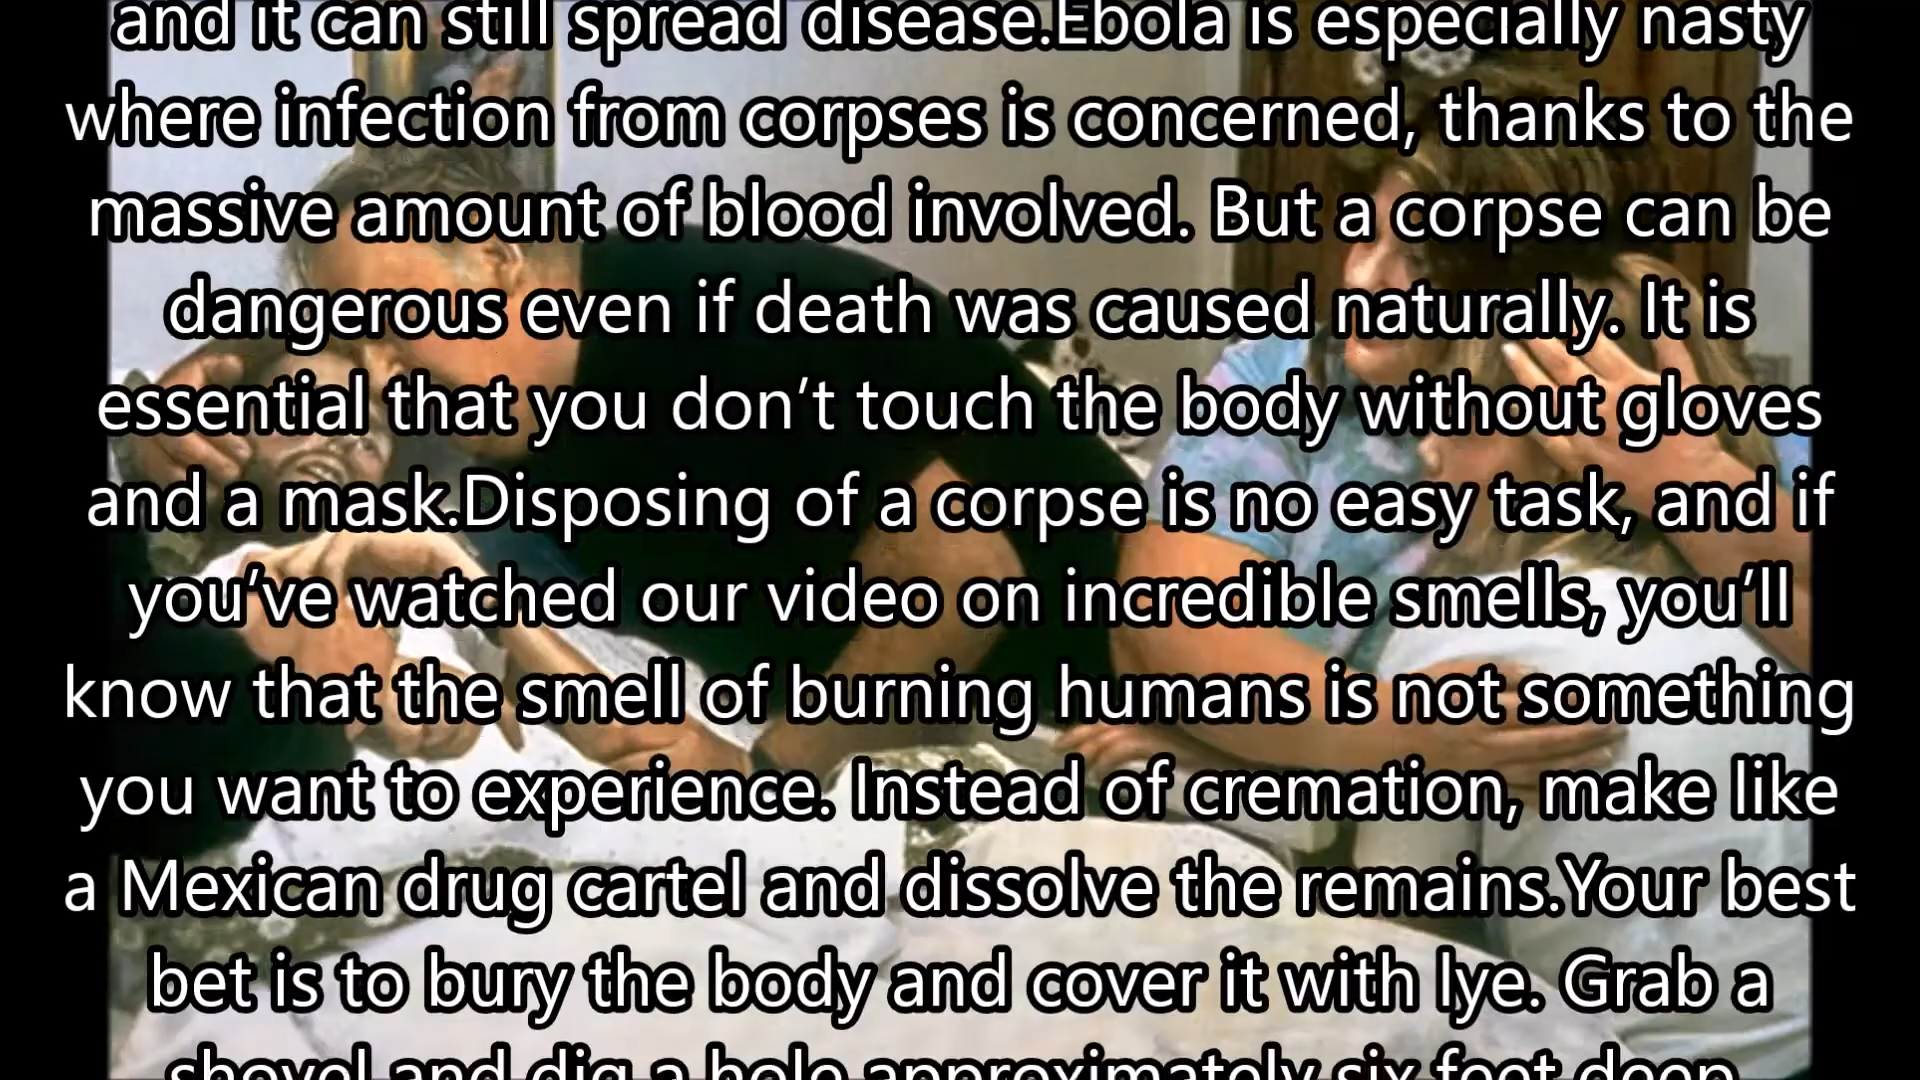 and it can still spread disease.Ebola is especially nasty
where infection from corpses is concerned, thanks to the
massive amount of blood involved. But a corpse can be
dangerous even if death was caused naturally. It is
essential that you don’t touch the body without gloves
and a mask.Disposing of a corpse is no easy task, and if
you’ve watched our video on incredible smells, you’ll
know that the smell of burning humans is not something
you want to experience. Instead of cremation, make like
a Mexican drug cartel and dissolve the remains.Your best
bet is to bury the body and cover it with lye. Grab a
shovel and dig a hole approximately six feet deep